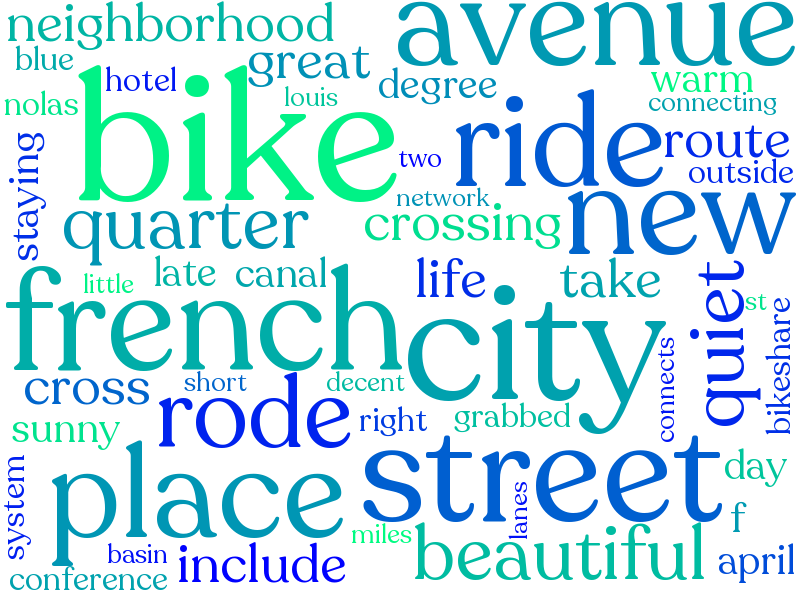 neighborhood
avenue
blue
hotel
great
degree
warm
nolas
bike
louis
connecting
staying
two
ride
route
outside
quarter
network
crossing
new
late
canal
life
take
little
french
city
quiet
st
bikeshare
cross
short
decent
connects
sunny
rode
right
grabbed
system
place
street
day
lanes
f
miles
basin
include
beautiful
april
conference